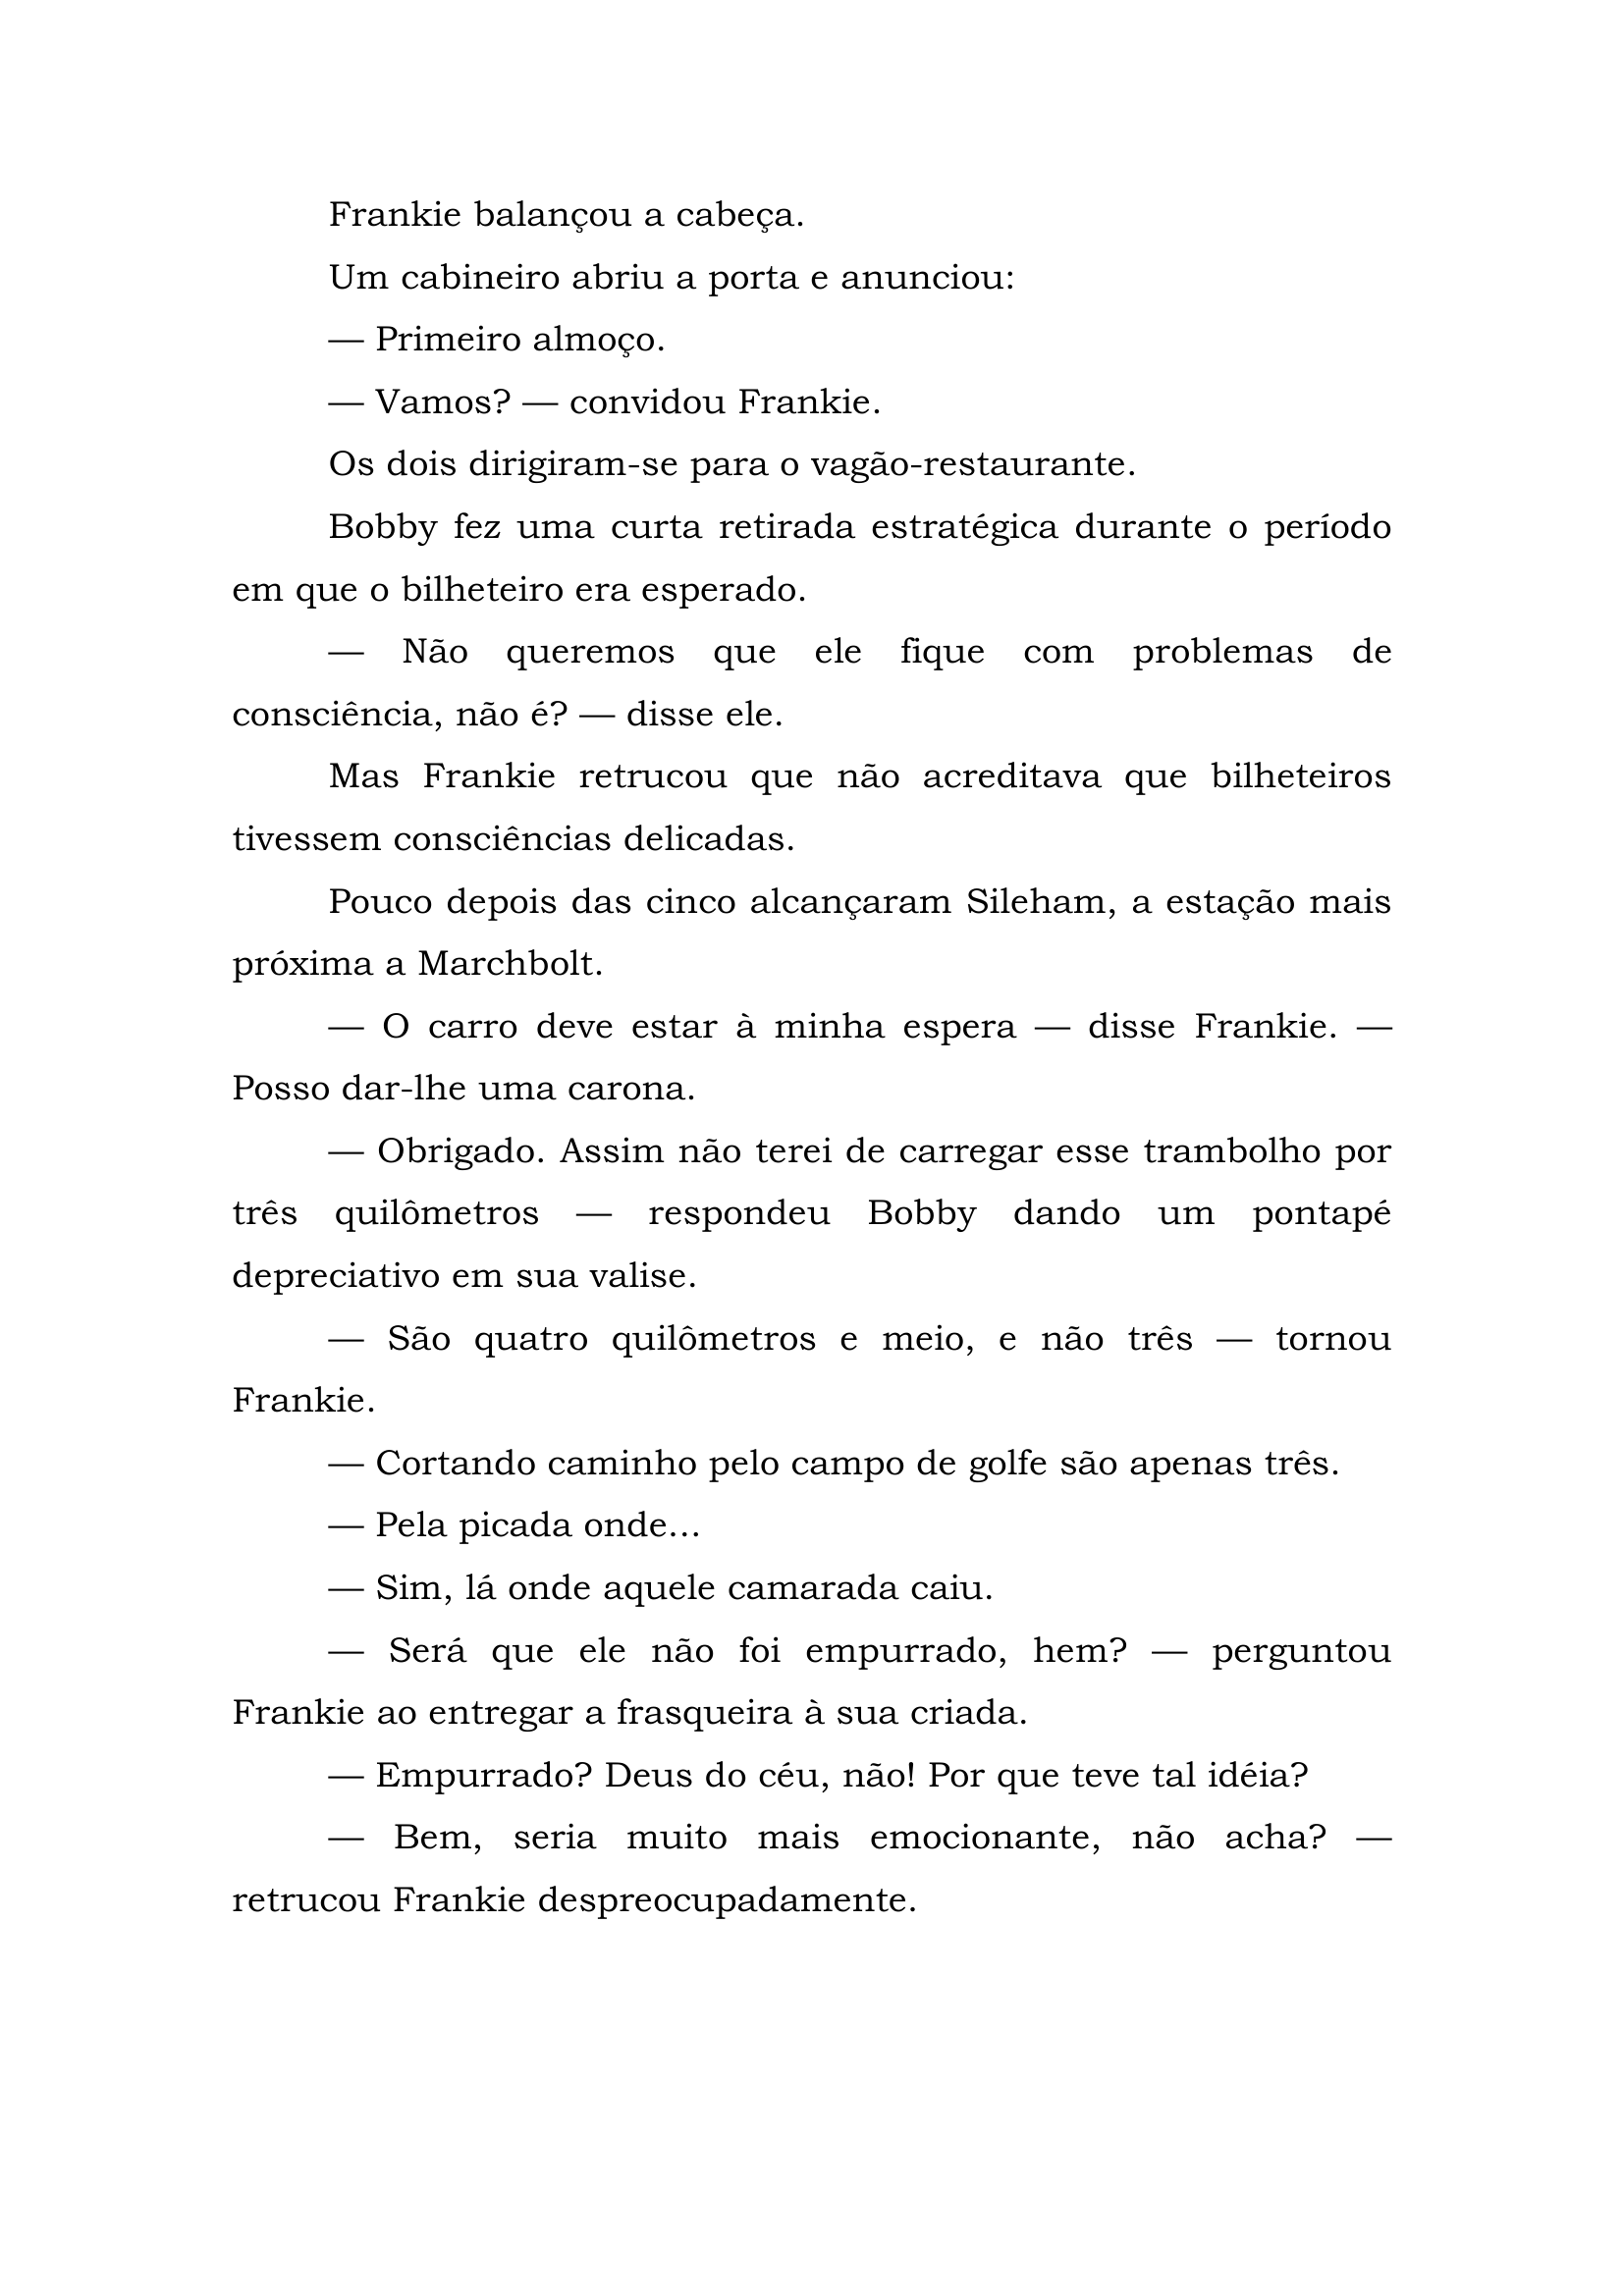 Frankie balançou a cabeça.
Um cabineiro abriu a porta e anunciou:
— Primeiro almoço.
— Vamos? — convidou Frankie.
Os dois dirigiram-se para o vagão-restaurante.
Bobby fez uma curta retirada estratégica durante o período
em que o bilheteiro era esperado.
— Não queremos que ele fique com problemas de
consciência, não é? — disse ele.
Mas Frankie retrucou que não acreditava que bilheteiros
tivessem consciências delicadas.
Pouco depois das cinco alcançaram Sileham, a estação mais
próxima a Marchbolt.
— O carro deve estar à minha espera — disse Frankie. —
Posso dar-lhe uma carona.
— Obrigado. Assim não terei de carregar esse trambolho por
três quilômetros — respondeu Bobby dando um pontapé
depreciativo em sua valise.
— São quatro quilômetros e meio, e não três — tornou
Frankie.
— Cortando caminho pelo campo de golfe são apenas três.
— Pela picada onde...
— Sim, lá onde aquele camarada caiu.
— Será que ele não foi empurrado, hem? — perguntou
Frankie ao entregar a frasqueira à sua criada.
— Empurrado? Deus do céu, não! Por que teve tal idéia?
— Bem, seria muito mais emocionante, não acha? —
retrucou Frankie despreocupadamente.